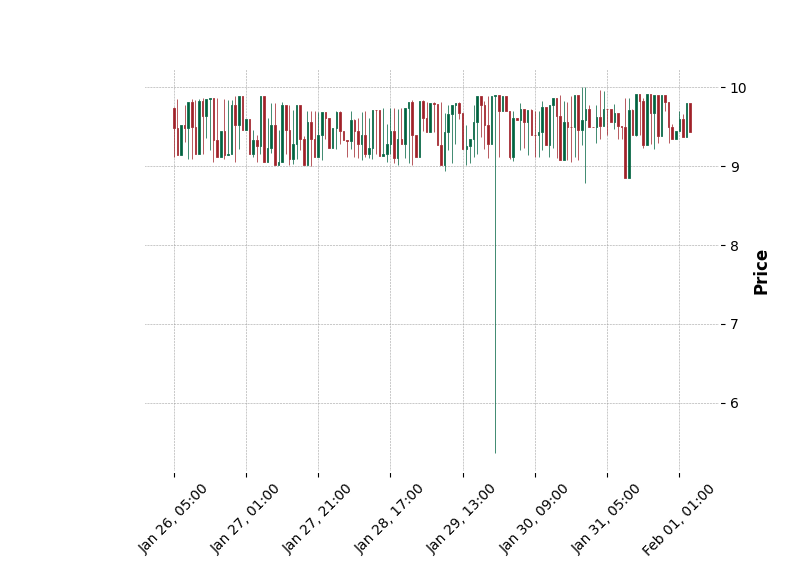 10
9
8
7
6
Price
Jan 26, 05:00
Jan 27, 01:00
Jan 27, 21:00
Jan 28, 17:00
Jan 29, 13:00
Jan 30, 09:00
Jan 31, 05:00
Feb 01, 01:00